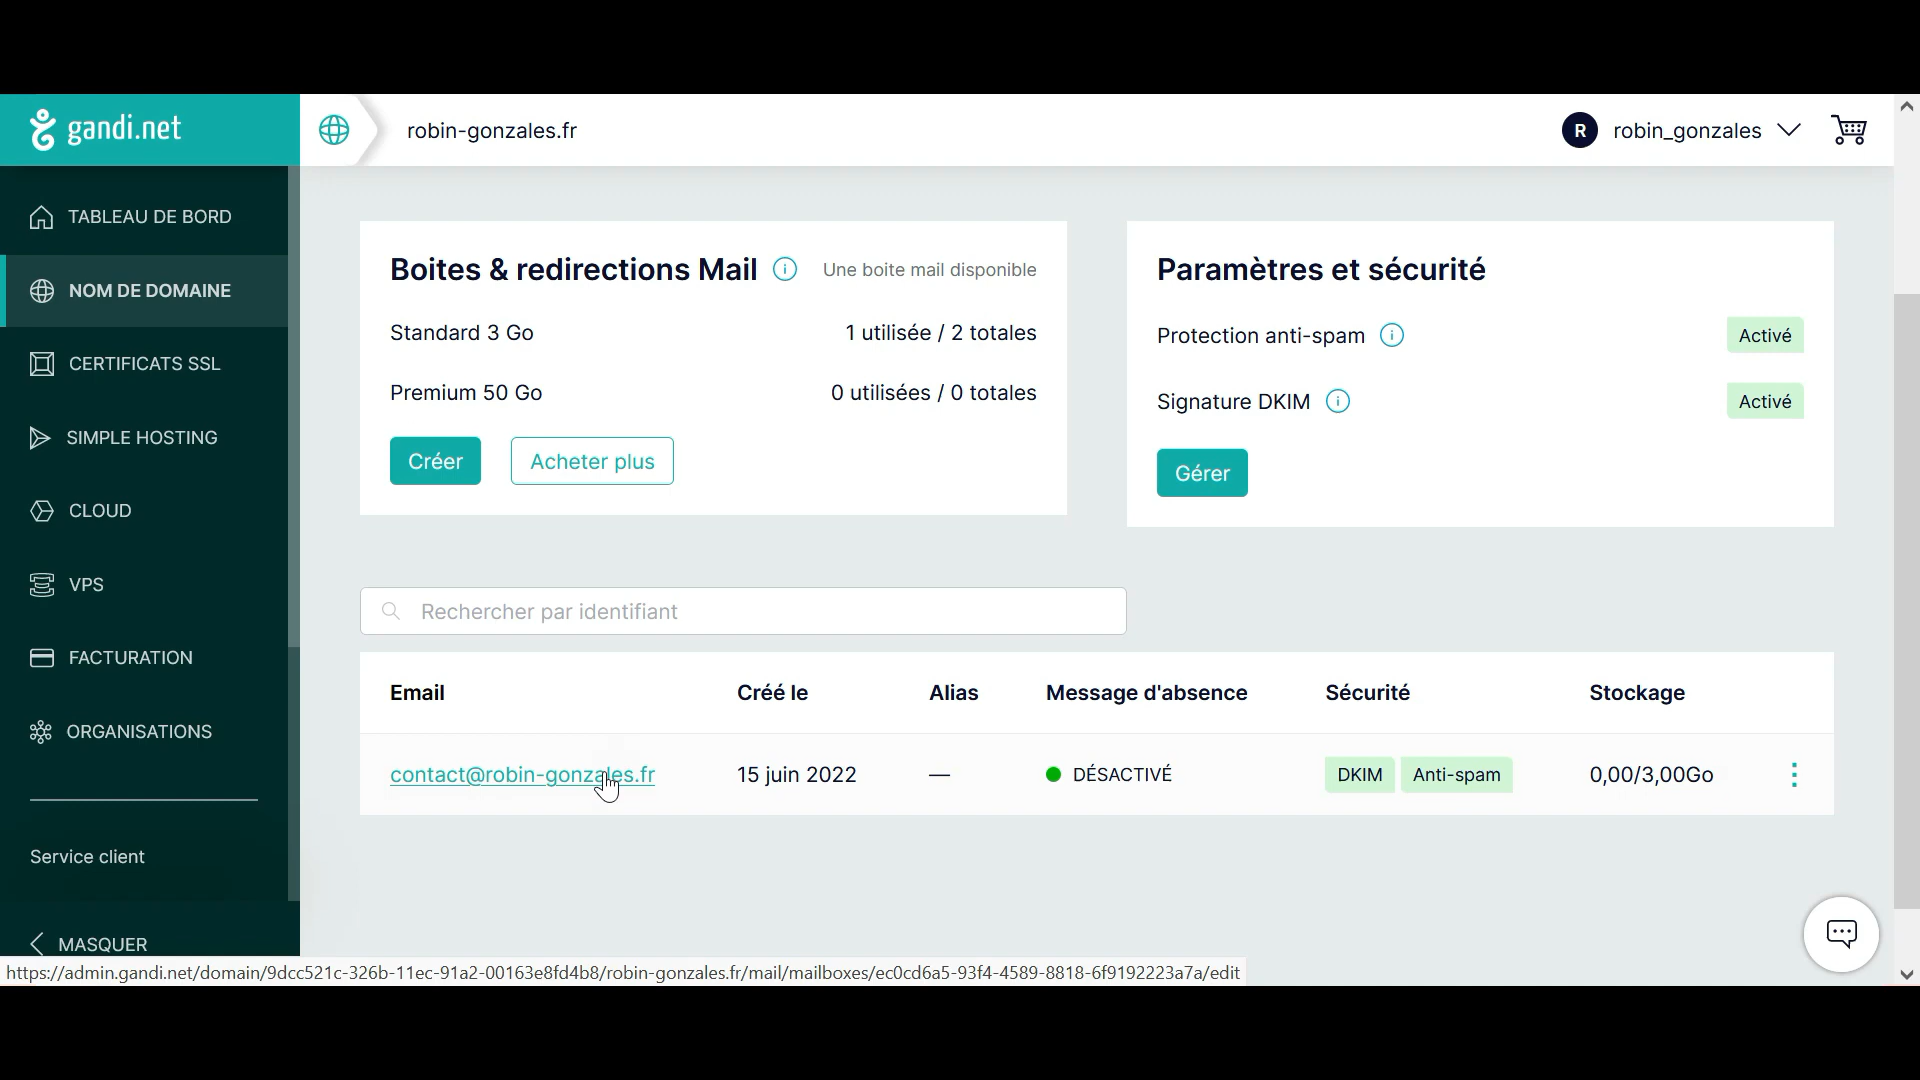 gandi.net
robin-gonzales.fr
R robin_gonzales
TABLEAU DE BORD
NOM DE DOMAINE
CERTIFICATS SSL
SIMPLE HOSTING
CLOUD
VPS
FACTURATION
ORGANISATIONS
Service client
MASQUER
Boites & redirections Mail
Une boite mail disponible
Standard 3 Go
1 utilisée / 2 totales
Premium 50 Go
0 utilisées / 0 totales
Créer
Acheter plus
Paramètres et sécurité
Protection anti-spam
Activé
Signature DKIM
Activé
Gérer
Rechercher par identifiant
Email Créé le Alias Message d'absence Sécurité Stockage
contact@robin-gonzales.fr 15 juin 2022 — DÉSACTIVÉ DKIM Anti-spam 0,00/3,00Go
https://admin.gandi.net/domain/9dcc521c-326b-11ec-91a2-00163e8fd4b8/robin-gonzales.fr/mail/mailboxes/ec0cd6a5-93f4-4589-8818-6f9192223a7a/edit